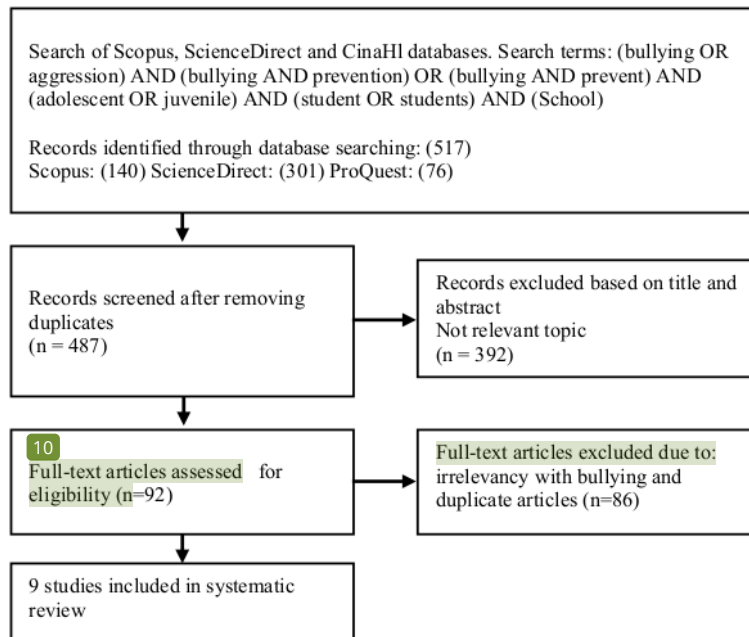 Search of Scopus, ScienceDirect and CinaHl databases. Search terms: (bullying OR
aggression) AND (bullying AND prevention) OR (bullying AND prevent) AND
(adolescent OR juvenile) AND (student OR students) AND (School)
Records identified through database searching: (517)
Scopus: (140) ScienceDirect: (301) ProQuest: (76)
Records screened after removing
duplicates
(n = 487)
Records excluded based on title and
abstract
Not relevant topic
(n = 392)
10
Full-text articles assessed for
eligibility (n=92)
Full-text articles excluded due to:
irrelevancy with bullying and
duplicate articles (n=86)
9 studies included in systematic
review